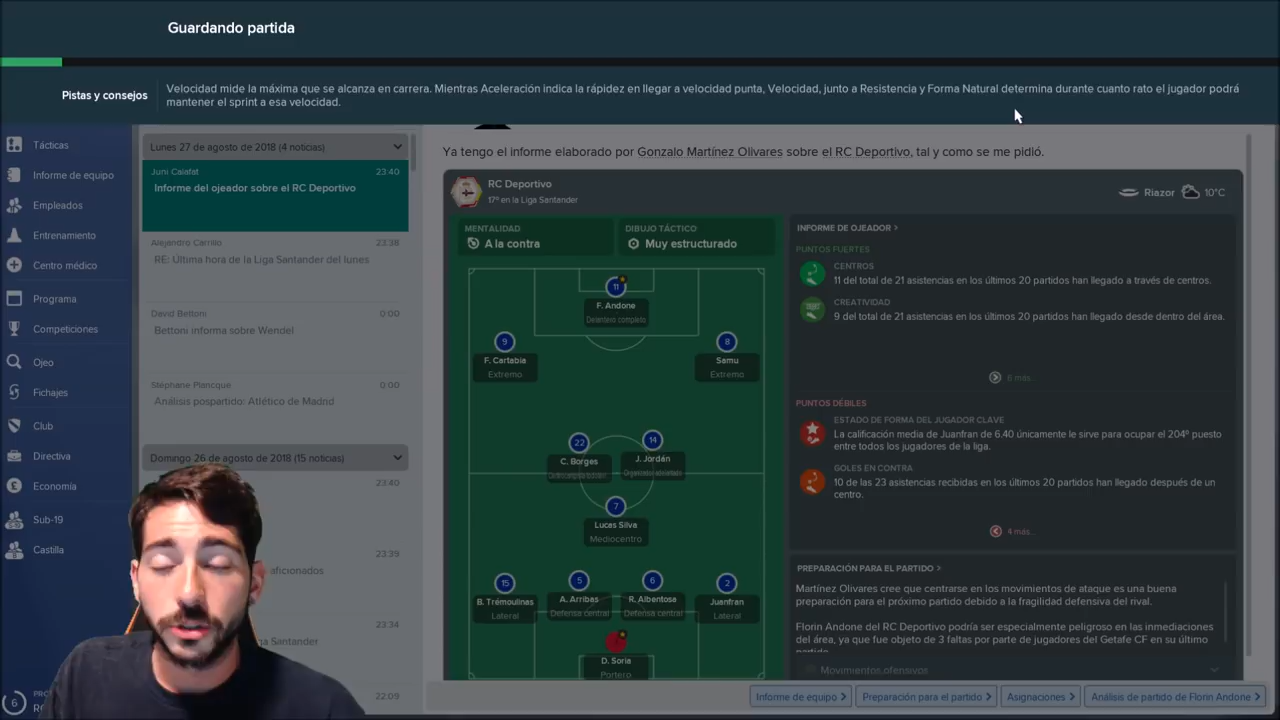 Guardando partida
Pistas y consejos
Velocidad mide la máxima que se alcanza en carrera. Mientras Aceleración indica la rápidez en llegar a velocidad punta, Velocidad, junto a Resistencia y Forma Natural determina durante cuanto rato el jugador podrá
mantener el sprint a esa velocidad.
Tácticas
Informe de equipo
Empleados
Entrenamiento
Centro médico
Programa
Competiciones
Ojeo
Fichajes
Club
Directiva
Economía
Sub-19
Castilla
6
Lunes 27 de agosto de 2018 (4 noticias)
Juni Calafat 23:40
Informe del ojeador sobre el RC Deportivo
Alejandro Carrillo 23:38
RE: Última hora de la Liga Santander del lunes
David Bettoni 0:00
Bettoni informa sobre Wendel
Stéphane Plancque 0:00
Análisis pospartido: Atlético de Madrid
Domingo 26 de agosto de 2018 (15 noticias)
23:40
23:39
aficionados
23:34
Santander
22:09
Ya tengo el informe elaborado por Gonzalo Martínez Olivares sobre el RC Deportivo, tal y como se me pidió.
RC Deportivo
17º en la Liga Santander
Riazor 10°C
MENTALIDAD
A la contra
DIBUJO TÁCTICO
Muy estructurado
11
F. Andone
Delantero completo
9
F. Cartabia
Extremo
8
Samu
Extremo
22
C. Borges
14
J. Jordán
Organizador adelantado
7
Lucas Silva
Mediocentro
15
B. Trémoulinas
Lateral
5
A. Arribas
Defensa central
6
R. Albentosa
Defensa central
2
Juanfran
Lateral
D. Soria
Portero
INFORME DE OJEADOR >
PUNTOS FUERTES
CENTROS
11 del total de 21 asistencias en los últimos 20 partidos han llegado a través de centros.
CREATIVIDAD
9 del total de 21 asistencias en los últimos 20 partidos han llegado desde dentro del área.
6 más...
PUNTOS DÉBILES
ESTADO DE FORMA DEL JUGADOR CLAVE
La calificación media de Juanfran de 6.40 únicamente le sirve para ocupar el 204º puesto
entre todos los jugadores de la liga.
GOLES EN CONTRA
10 de las 23 asistencias recibidas en los últimos 20 partidos han llegado después de un
centro.
4 más...
PREPARACIÓN PARA EL PARTIDO >
Martínez Olivares cree que centrarse en los movimientos de ataque es una buena
preparación para el próximo partido debido a la fragilidad defensiva del rival.
Florin Andone del RC Deportivo podría ser especialmente peligroso en las inmediaciones
del área, ya que fue objeto de 3 faltas por parte de jugadores del Getafe CF en su último
partido.
Movimientos ofensivos
Informe de equipo >
Preparación para el partido >
Asignaciones >
Análisis de partido de Florin Andone >